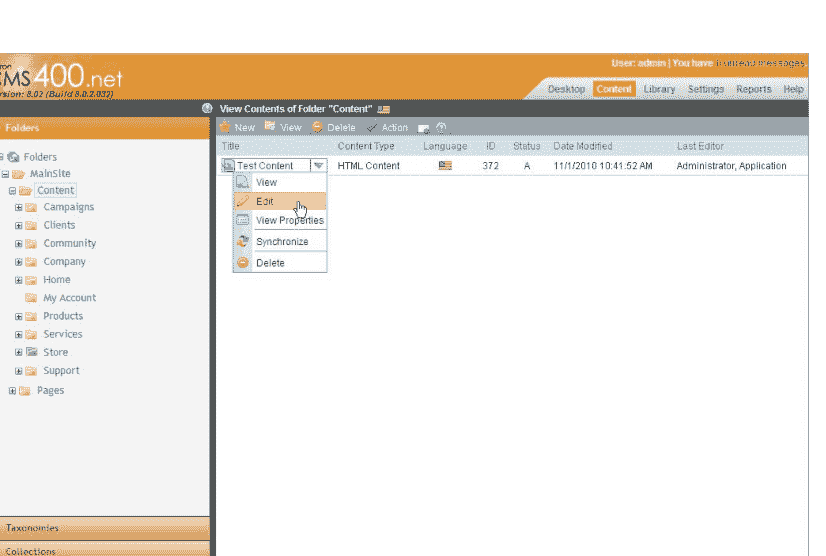 User: admin | You have 0 unread messages.
CMS400.net
rsion: 8.02 (Build 8.0.2.032)
Desktop Content Library Settings Reports Help
View Contents of Folder "Content"
Folders
New View Delete Action
Title Content Type Language ID Status Date Modified Last Editor
Test Content HTML Content 372 A 11/1/2010 10:41:52 AM Administrator, Application
View
Edit
View Properties
Synchronize
Delete
Folders
MainSite
Content
Campaigns
Clients
Community
Company
Home
My Account
Products
Services
Store
Support
Pages
Taxonomies
Collections